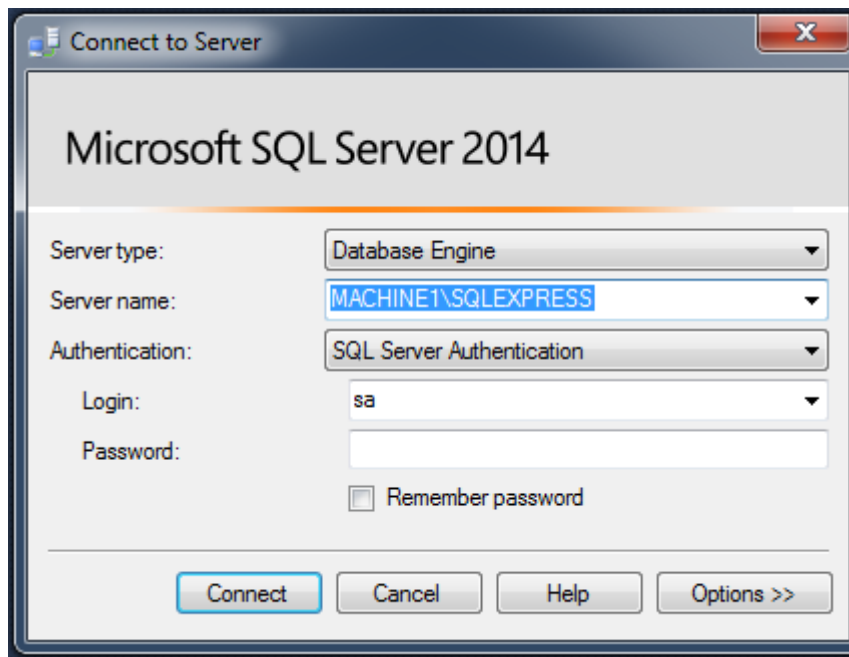 Connect to Server
Microsoft SQL Server 2014
Server type: Database Engine
Server name: MACHINE1\SQLEXPRESS
Authentication: SQL Server Authentication
Login: sa
Password:
Remember password
Connect Cancel Help Options >>